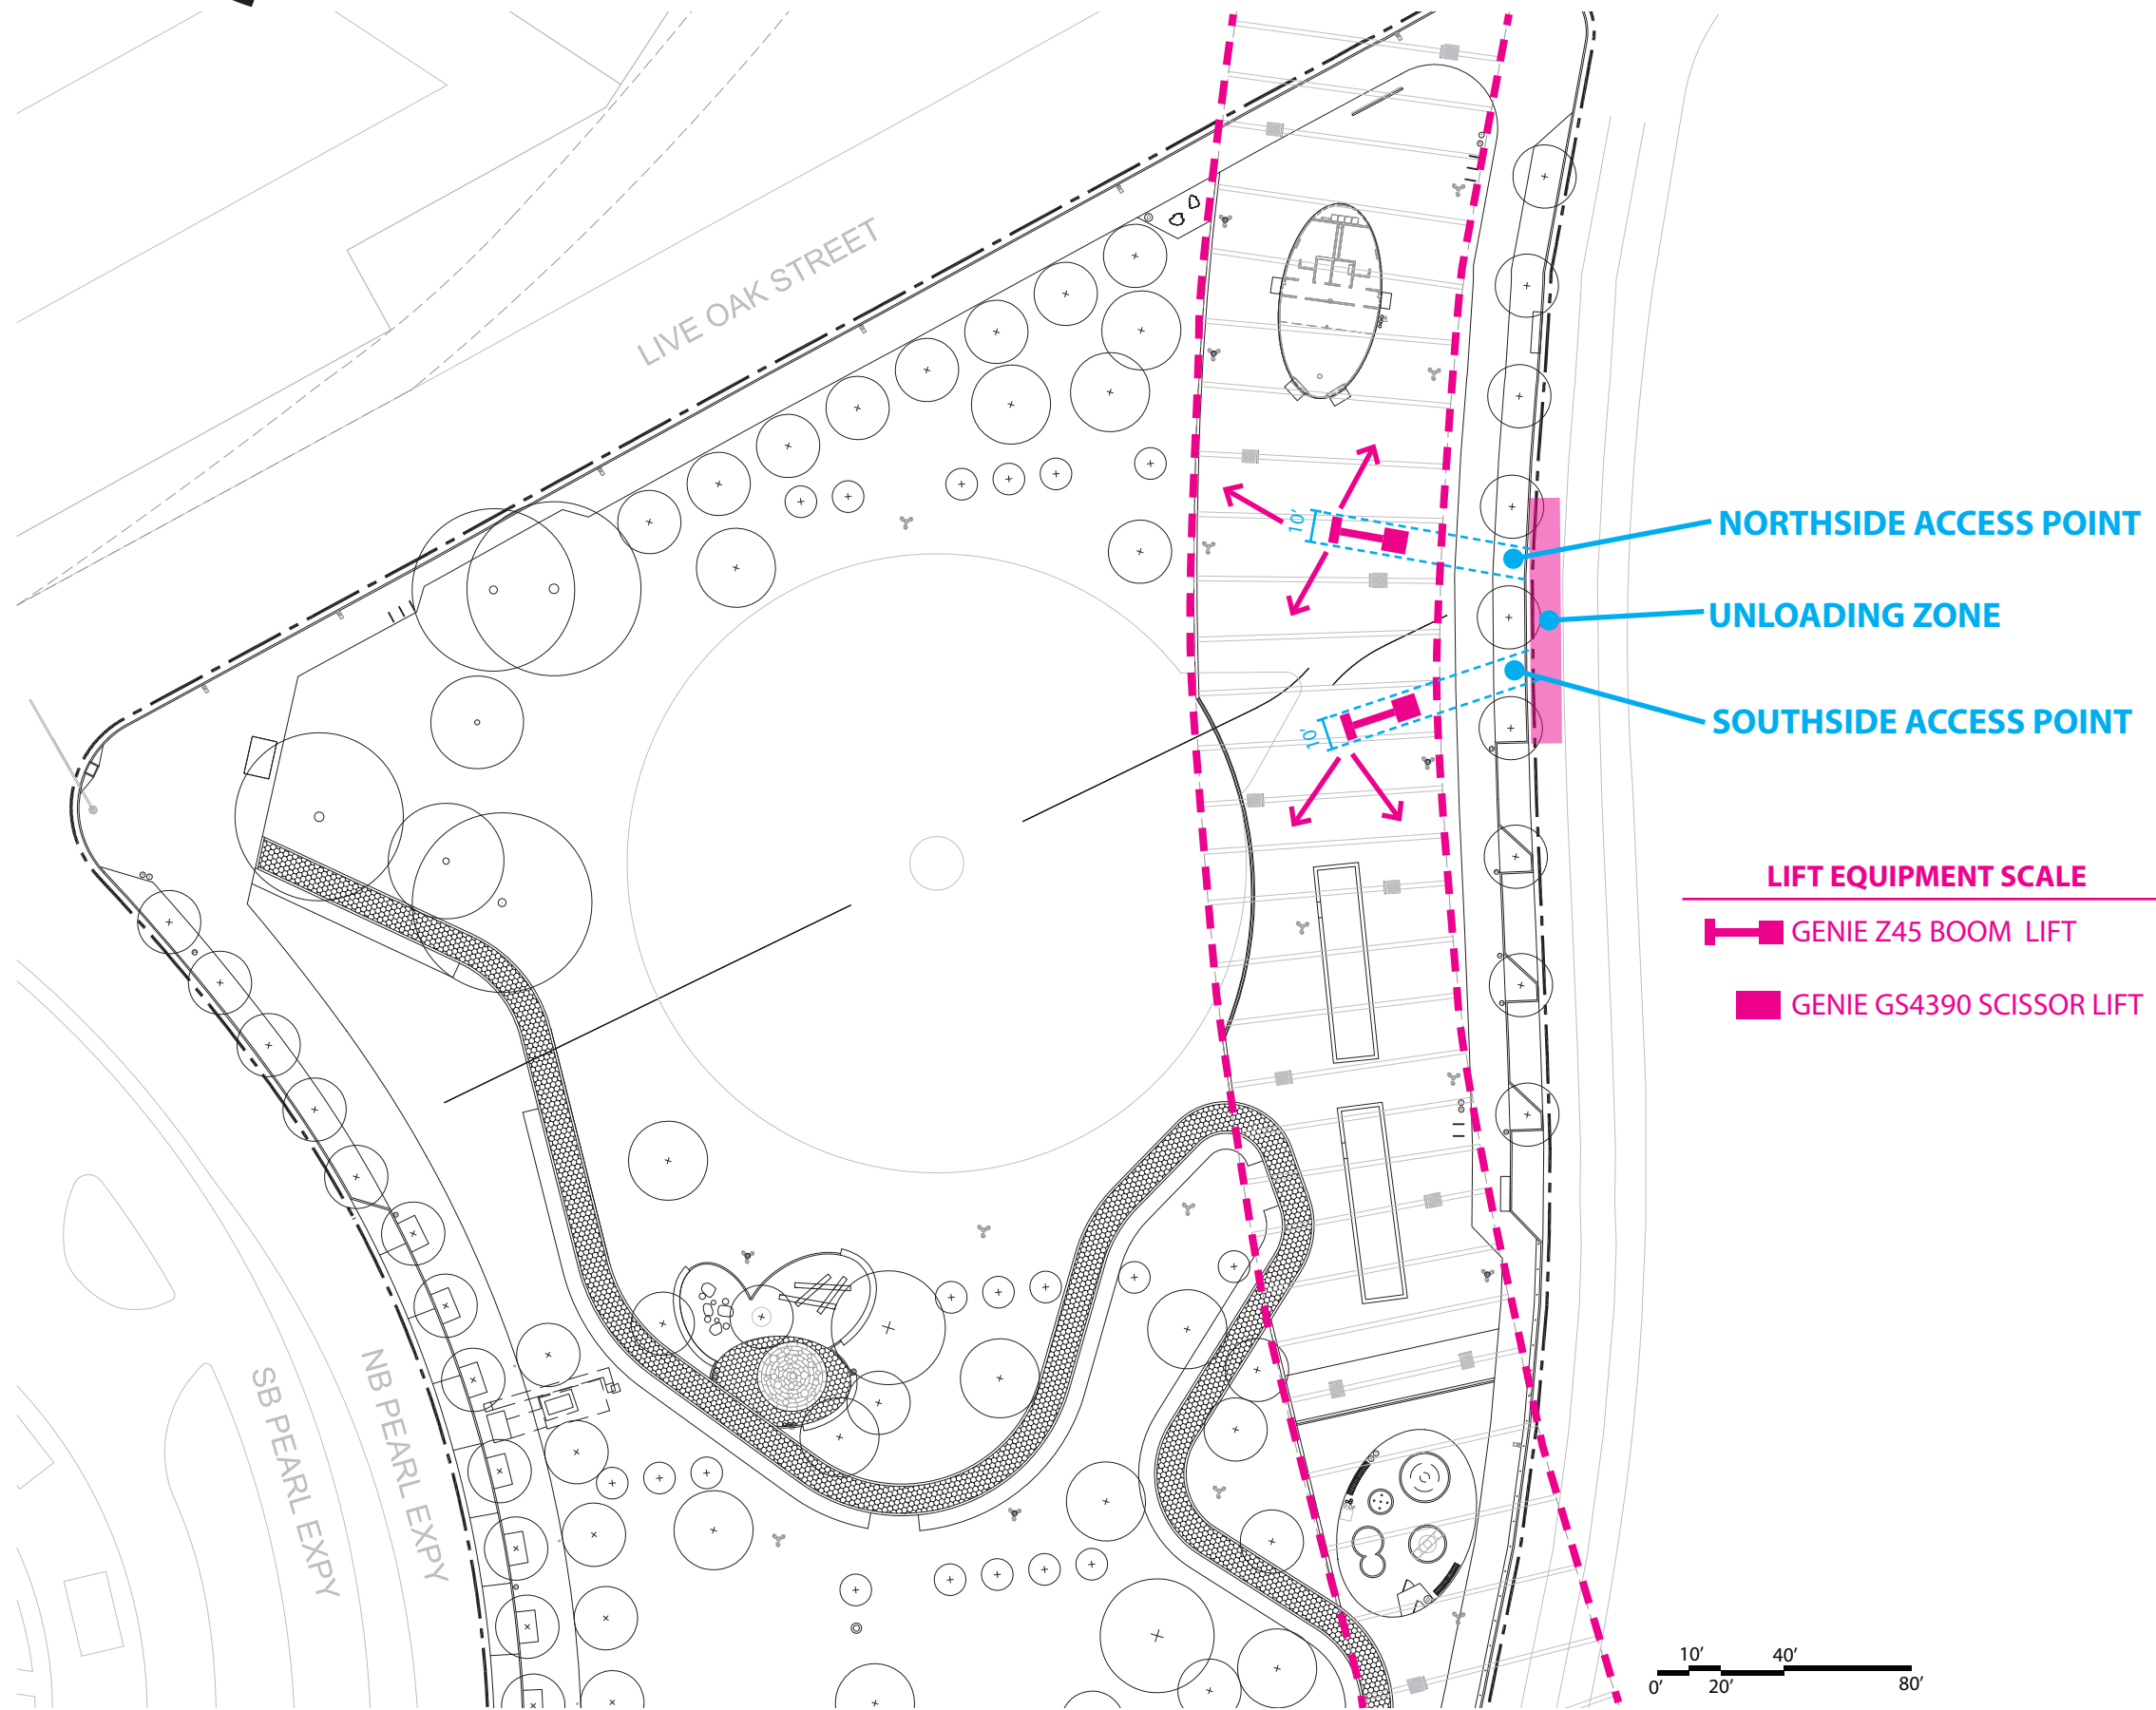 LIVE OAK STREET
10′
NORTHSIDE ACCESS POINT
UNLOADING ZONE
10′
SOUTHSIDE ACCESS POINT
LIFT EQUIPMENT SCALE
GENIE Z45 BOOM LIFT
GENIE GS4390 SCISSOR LIFT
SB PEARL EXPY
NB PEARL EXPY
10′ 40′
0′ 20′ 80′